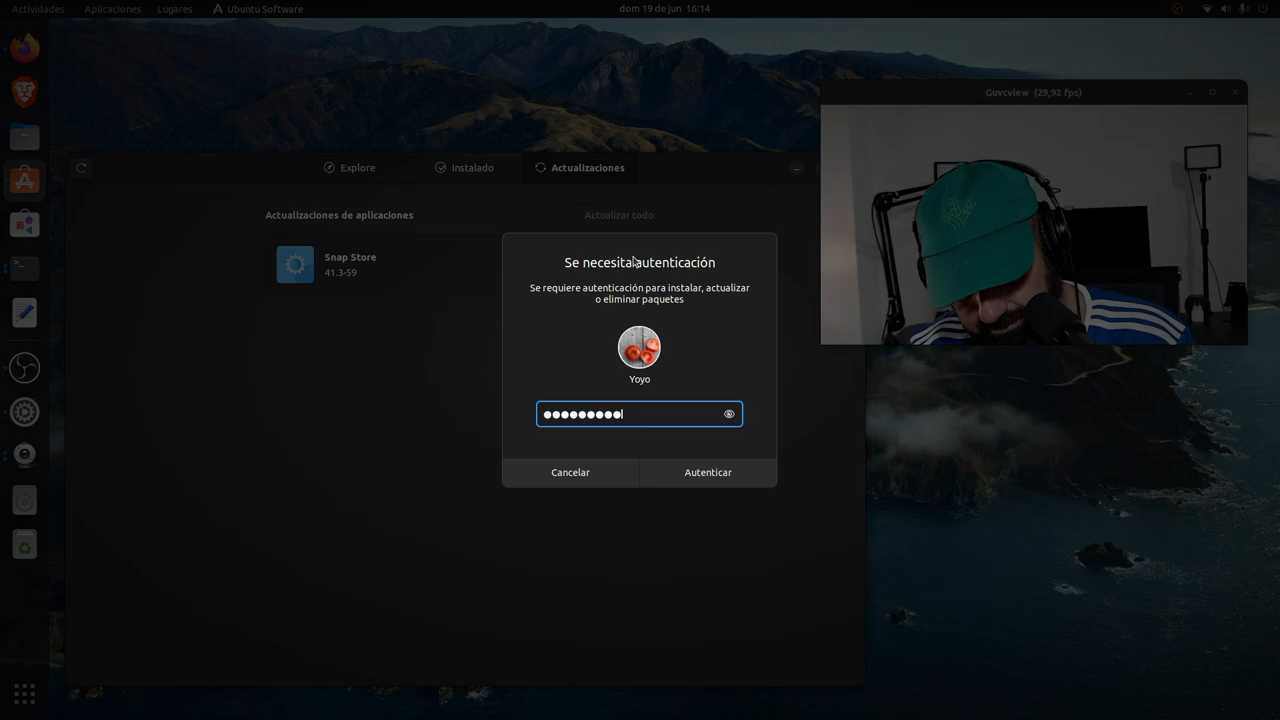 Actividades
Aplicaciones
Lugares
Ubuntu Software
dom 19 de jun 16:14
Guvcview (29,92 fps)
Explore
Instalado
Actualizaciones
Actualizaciones de aplicaciones
Actualizar todo
Snap Store
41.3-59
Se necesita autenticación
Se requiere autenticación para instalar, actualizar
o eliminar paquetes
Yoyo
●●●●●●●●●
Cancelar
Autenticar